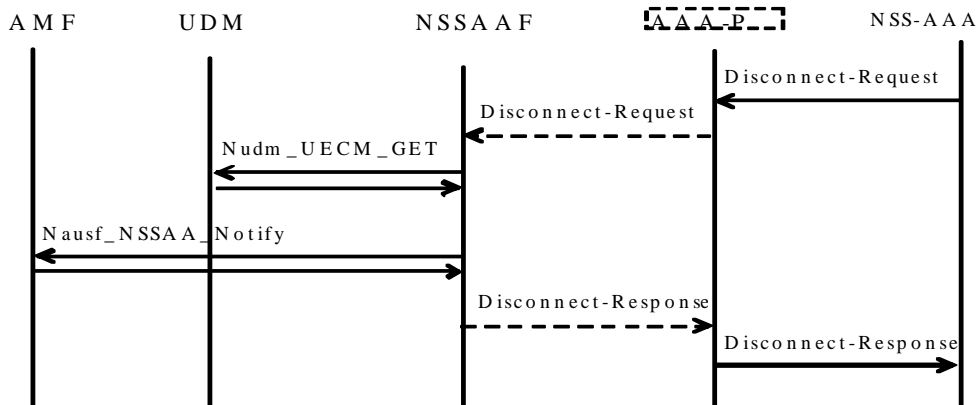 AMF UDM NSSAAF AAA-P NSS-AAA
Disconnect-Request
Disconnect-Request
Nudm_UECM_GET
Nausf_NSSAA_Notify
Disconnect-Response
Disconnect-Response